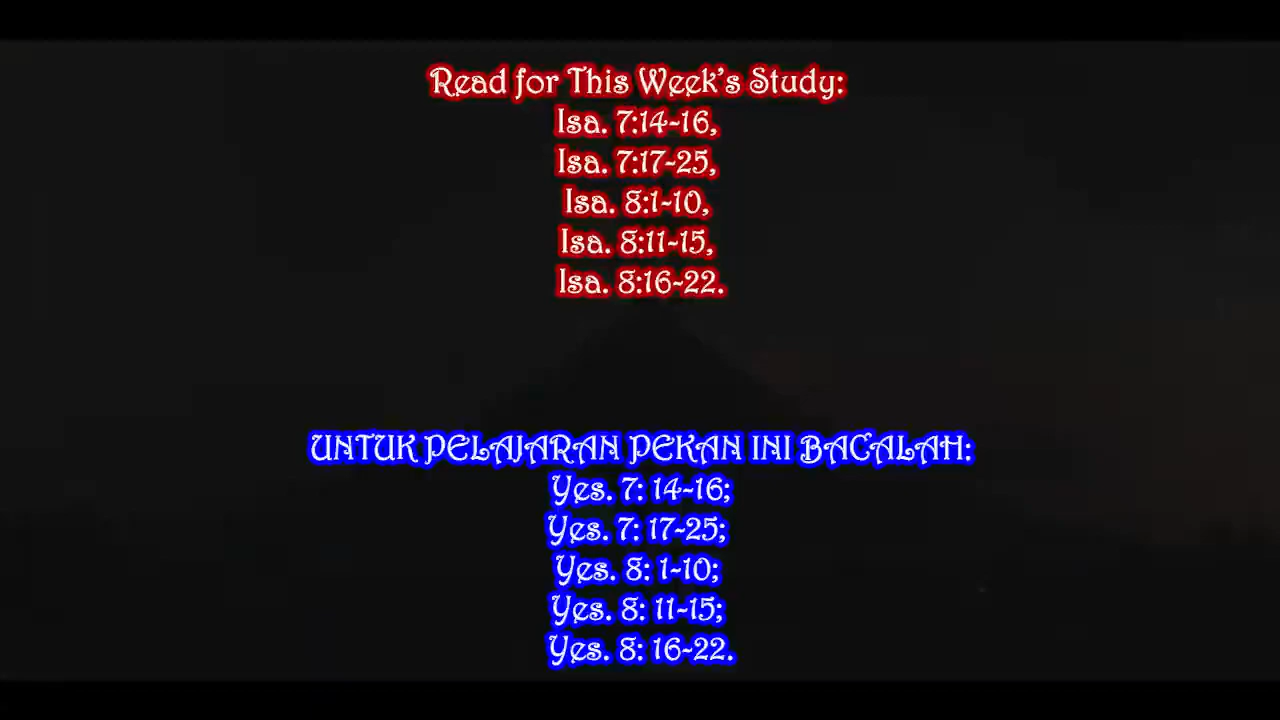 Read for This Week's Study:
Isa. 7:14-16,
Isa. 7:17-25,
Isa. 8:1-10,
Isa. 8:11-15,
Isa. 8:16-22.
UNTUK PELAJARAN PEKAN INI BACALAH:
Yes. 7: 14-16;
Yes. 7: 17-25;
Yes. 8: 1-10;
Yes. 8: 11-15;
Yes. 8: 16-22.